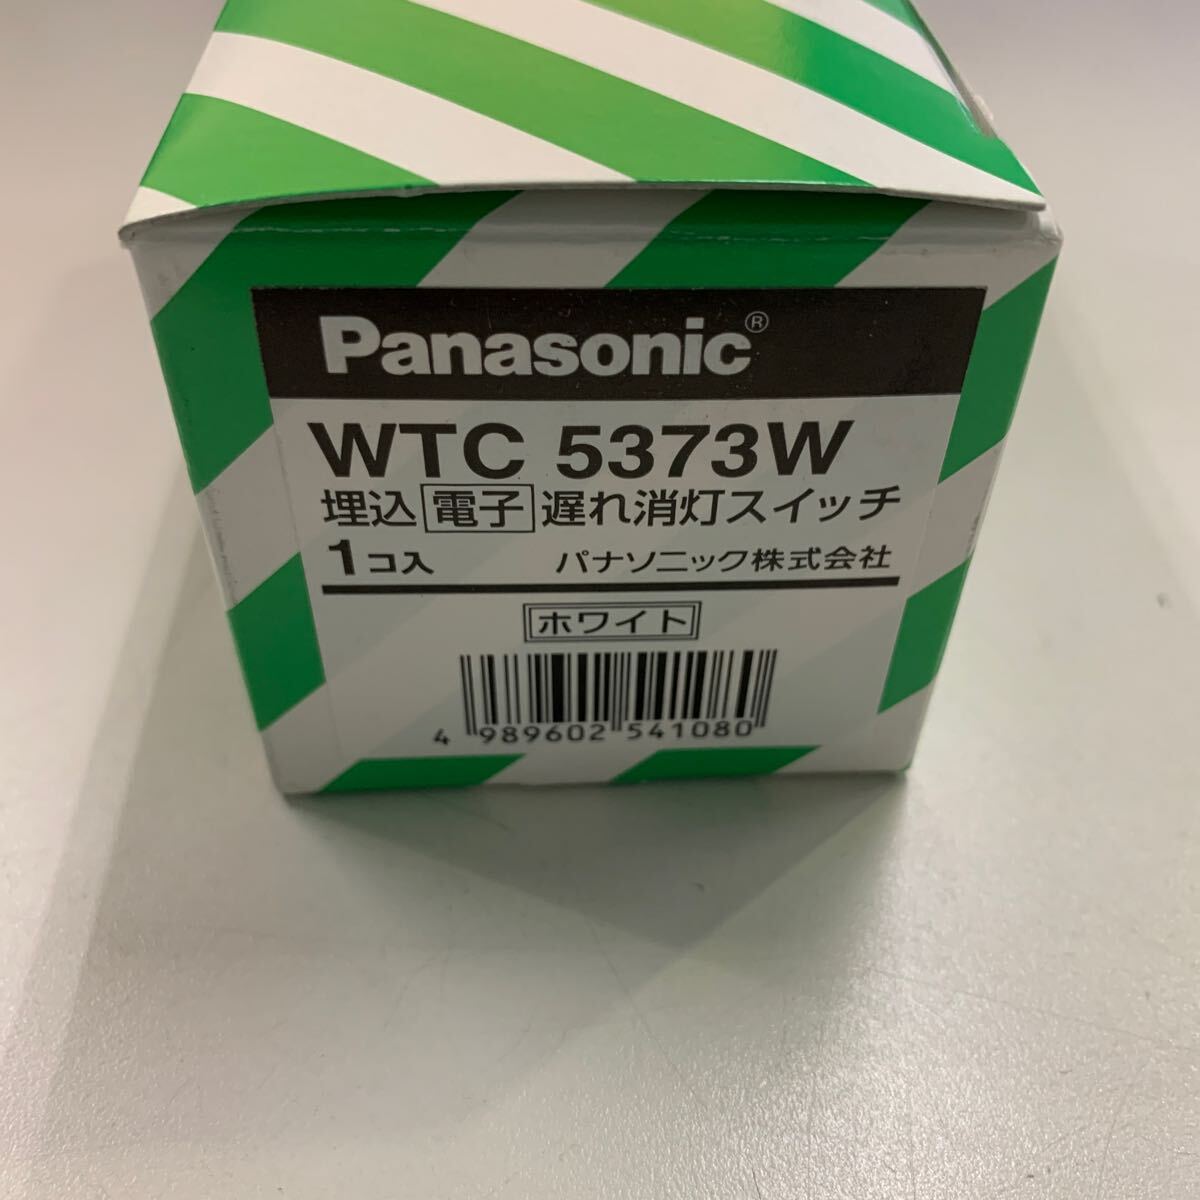 Panasonic®
WTC 5373W
埋込 電子 遅れ消灯スイッチ
1コ入 パナソニック株式会社
ホワイト
4 989602 541080